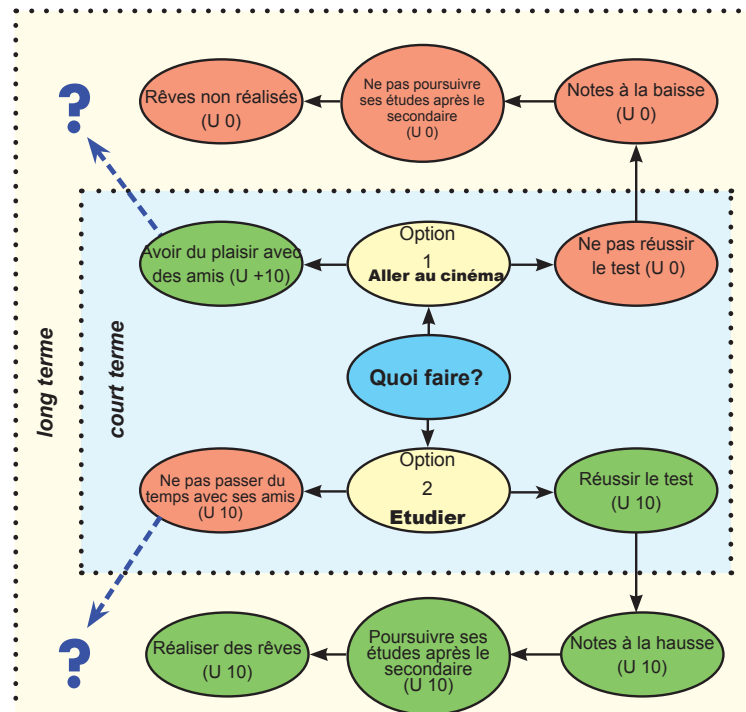 ?
Rêves non réalisés
(U 0)
Ne pas poursuivre
ses études après le
secondaire
(U 0)
Notes à la baisse
(U 0)
Avoir du plaisir avec
des amis (U +10)
Option
1
Aller au cinéma
Ne pas réussir
le test (U 0)
long terme
court terme
Quoi faire?
Ne pas passer du
temps avec ses amis
(U 10)
Option
2
Etudier
Réussir le test
(U 10)
?
Réaliser des rêves
(U 10)
Poursuivre ses
études après le
secondaire
(U 10)
Notes à la hausse
(U 10)